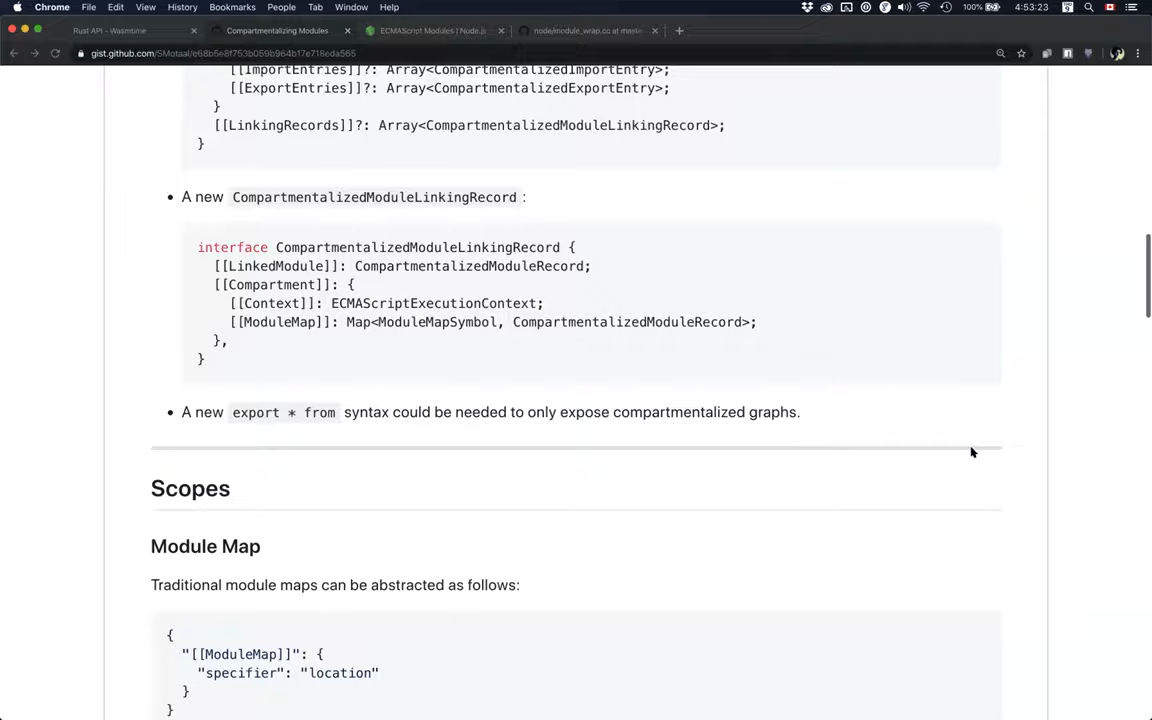 Chrome File Edit View History Bookmarks People Tab Window Help 100% 4:53:23
Rust API - Wasmtime Compartmentalizing Modules ECMAScript Modules | Node.js node/module_wrap.cc at master
gist.github.com/SMotaal/e68b5e8f753b059b964b17e718eda565
[[ImportEntries]]?: Array<CompartmentalizedImportEntry>;
[[ExportEntries]]?: Array<CompartmentalizedExportEntry>;
}
[[LinkingRecords]]?: Array<CompartmentalizedModuleLinkingRecord>;
}
• A new CompartmentalizedModuleLinkingRecord :
interface CompartmentalizedModuleLinkingRecord {
[[LinkedModule]]: CompartmentalizedModuleRecord;
[[Compartment]]: {
[[Context]]: ECMAScriptExecutionContext;
[[ModuleMap]]: Map<ModuleMapSymbol, CompartmentalizedModuleRecord>;
},
}
• A new export * from syntax could be needed to only expose compartmentalized graphs.
Scopes
Module Map
Traditional module maps can be abstracted as follows:
{
"[[ModuleMap]]": {
"specifier": "location"
}
}